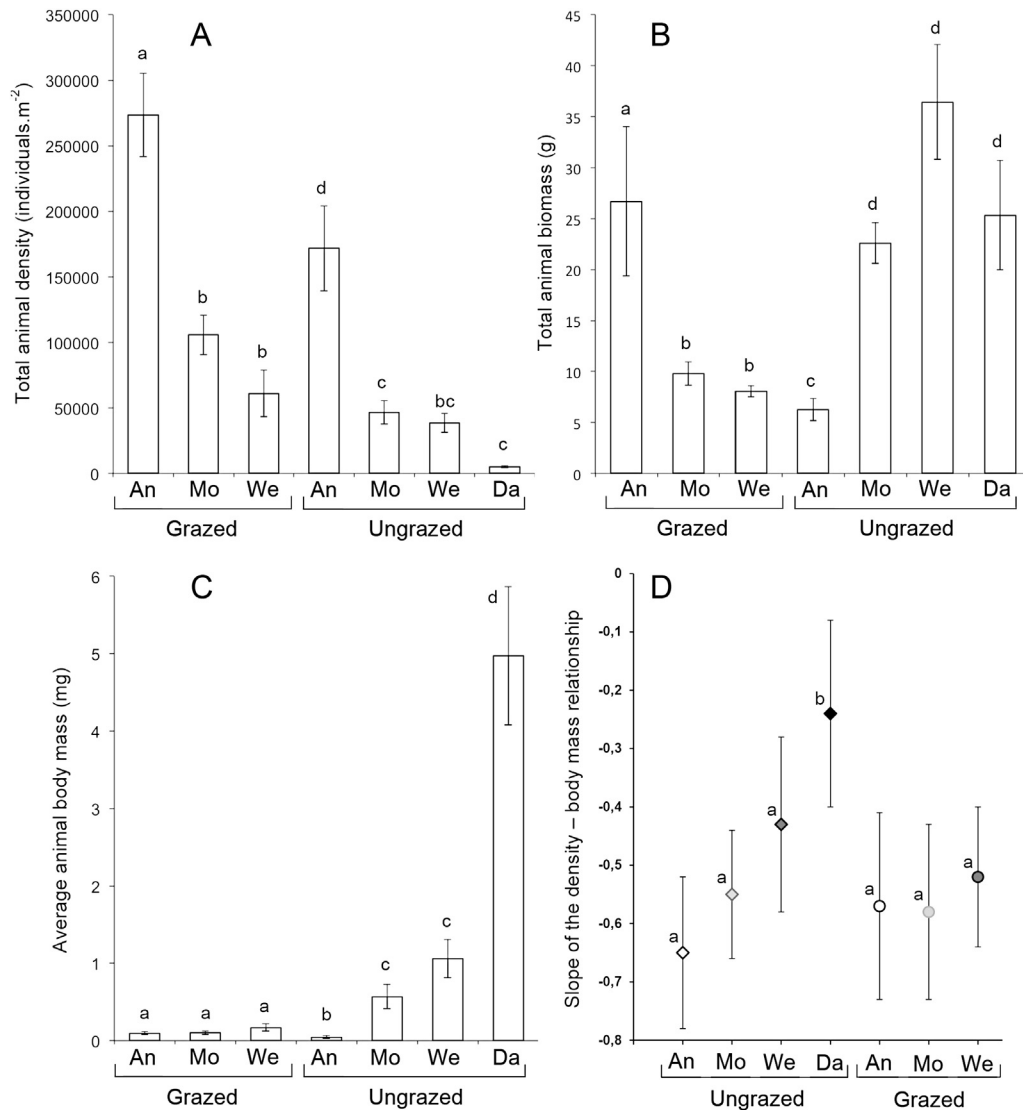 A
Total animal density (individuals.m-2)
350000
300000
250000
200000
150000
100000
50000
0
a
b
b
d
c
bc
c
An Mo We An Mo We Da
Grazed Ungrazed
B
Total animal biomass (g)
45
40
35
30
25
20
15
10
5
0
a
b
b
c
d
d
d
An Mo We An Mo We Da
Grazed Ungrazed
C
Average animal body mass (mg)
6
5
4
3
2
1
0
a
a
a
b
c
c
d
An Mo We An Mo We Da
Grazed Ungrazed
D
Slope of the density – body mass relationship
0
-0,1
-0,2
-0,3
-0,4
-0,5
-0,6
-0,7
-0,8
a
a
a
b
a
a
a
An Mo We Da An Mo We
Ungrazed Grazed